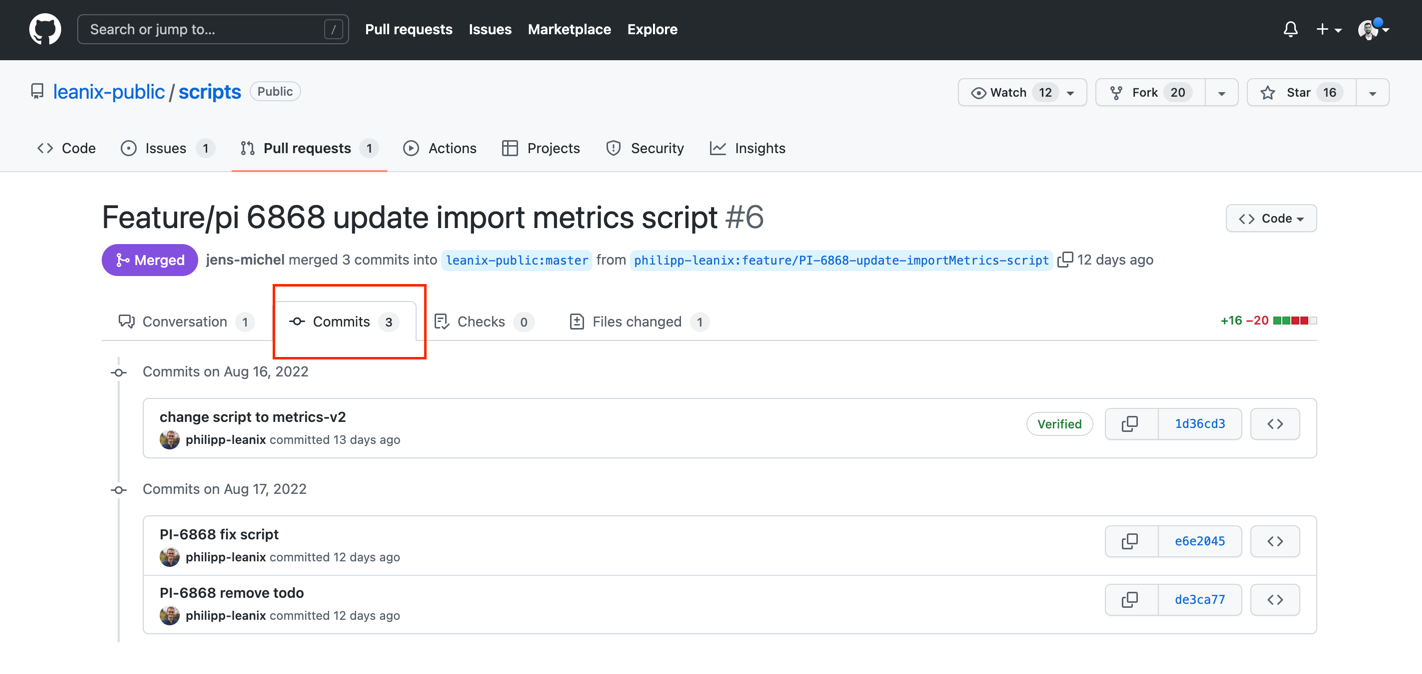 Search or jump to... / Pull requests Issues Marketplace Explore
leanix-public / scripts Public Watch 12 Fork 20 Star 16
Code Issues 1 Pull requests 1 Actions Projects Security Insights
Feature/pi 6868 update import metrics script #6 Code
Merged jens-michel merged 3 commits into leanix-public:master from philipp-leanix:feature/PI-6868-update-importMetrics-script 12 days ago
Conversation 1 Commits 3 Checks 0 Files changed 1 +16 −20
Commits on Aug 16, 2022
change script to metrics-v2
philipp-leanix committed 13 days ago
Verified 1d36cd3
Commits on Aug 17, 2022
PI-6868 fix script
philipp-leanix committed 12 days ago
e6e2045
PI-6868 remove todo
philipp-leanix committed 12 days ago
de3ca77